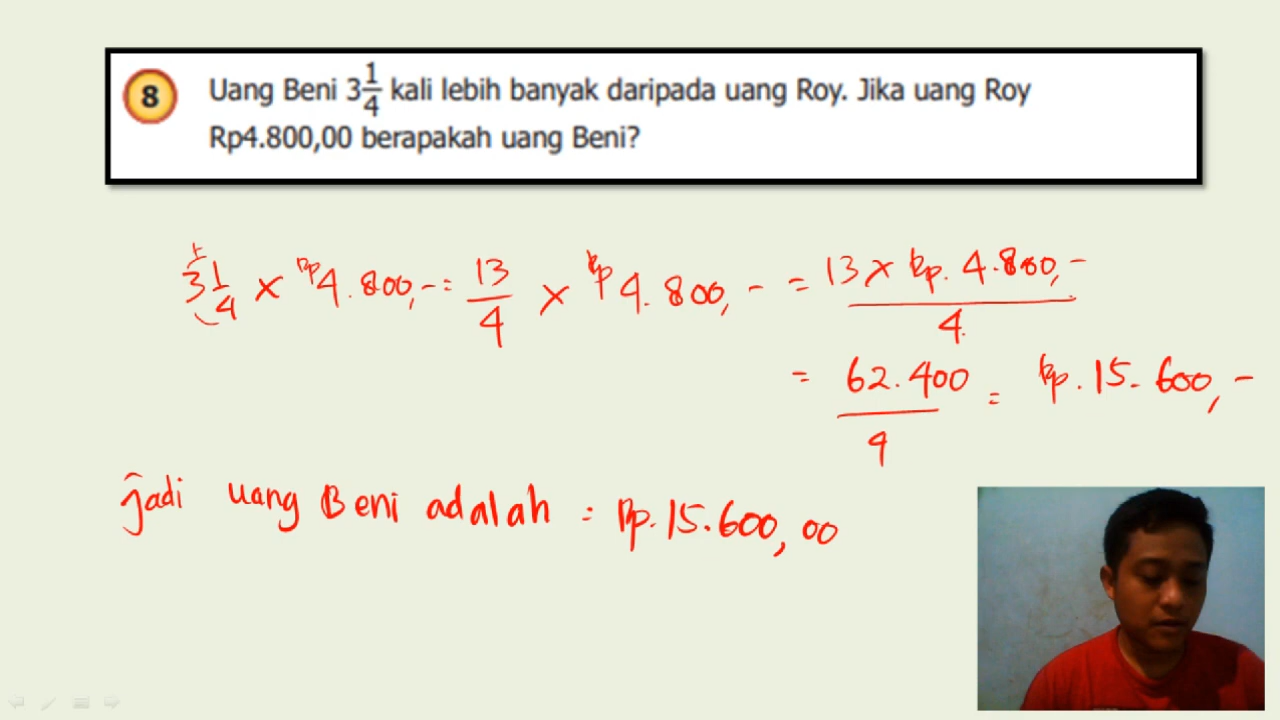 8
Uang Beni 3 1/4 kali lebih banyak daripada uang Roy. Jika uang Roy
Rp4.800,00 berapakah uang Beni?
3 1/4 × Rp4.800,- = 13/4 × Rp4.800,- = 13 × Rp.4.800,-/4
= 62.400/4 = Rp.15.600,-
Jadi uang Beni adalah = Rp.15.600,00